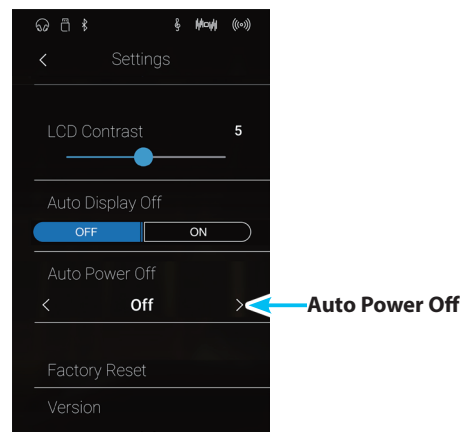 Settings
LCD Contrast 5
Auto Display Off
OFF ON
Auto Power Off
< Off > Auto Power Off
Factory Reset
Version